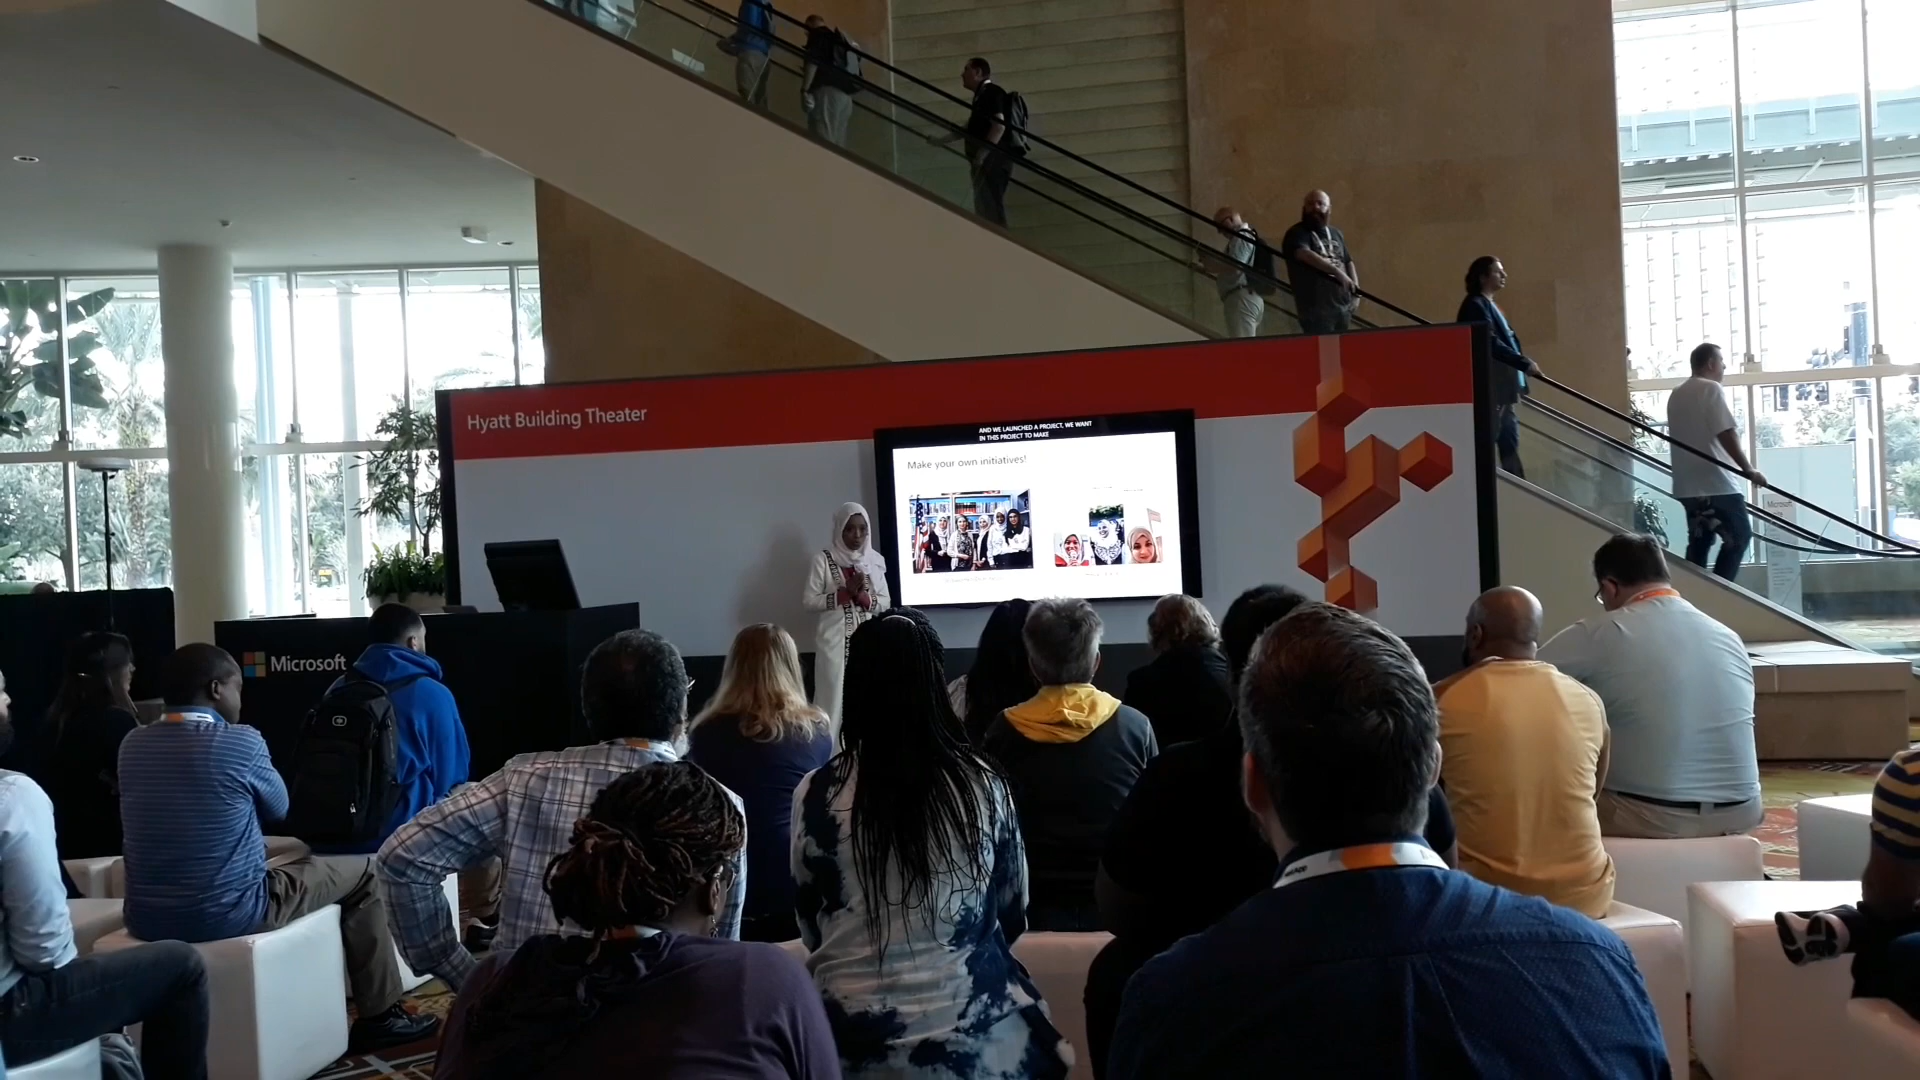 Hyatt Building Theater
AND WE LAUNCHED A PROJECT, WE WANT
IN THIS PROJECT TO MAKE
Make your own initiatives!
Microsoft
Microsoft